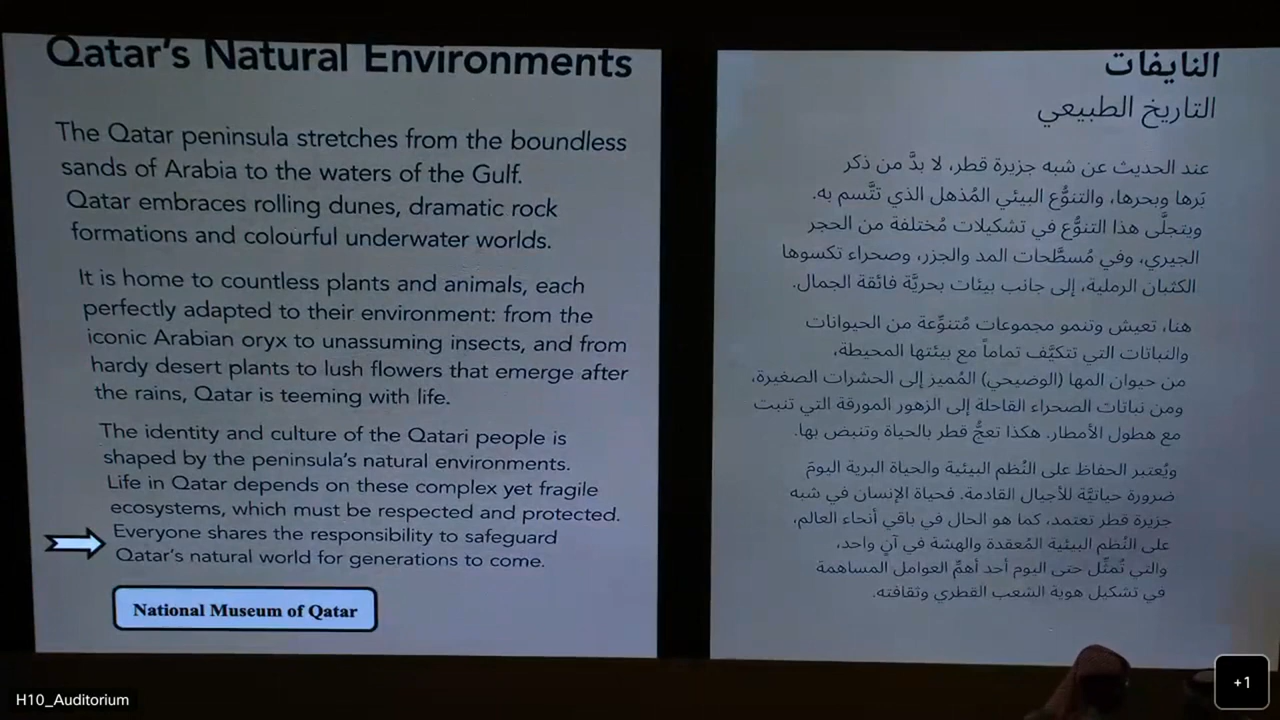 Qatar's Natural Environments
The Qatar peninsula stretches from the boundless
sands of Arabia to the waters of the Gulf.
Qatar embraces rolling dunes, dramatic rock
formations and colourful underwater worlds.
It is home to countless plants and animals, each
perfectly adapted to their environment: from the
iconic Arabian oryx to unassuming insects, and from
hardy desert plants to lush flowers that emerge after
the rains, Qatar is teeming with life.
The identity and culture of the Qatari people is
shaped by the peninsula's natural environments.
Life in Qatar depends on these complex yet fragile
ecosystems, which must be respected and protected.
Everyone shares the responsibility to safeguard
Qatar's natural world for generations to come.
National Museum of Qatar
النايفات
التاريخ الطبيعي
عند الحديث عن شبه جزيرة قطر، لا بدَّ من ذكر
بَرها وبحرها، والتنوُّع البيئي المُذهل الذي تتَّسم به.
ويتجلَّى هذا التنوُّع في تشكيلات مُختلفة من الحجر
الجيري، وفي مُسطَّحات المد والجزر، وصحراء تكسوها
الكثبان الرملية، إلى جانب بيئات بحريَّة فائقة الجمال.
هنا، تعيش وتنمو مجموعات مُتنوِّعة من الحيوانات
والنباتات التي تتكيَّف تماماً مع بيئتها المحيطة،
من حيوان المها (الوضيحي) المُميز إلى الحشرات الصغيرة،
ومن نباتات الصحراء القاحلة إلى الزهور المورقة التي تنبت
مع هطول الأمطار. هكذا تعجُّ قطر بالحياة وتنبض بها.
ويُعتبر الحفاظ على النُظم البيئية والحياة البرية اليومَ
ضرورة حياتيَّة للأجيال القادمة. فحياة الإنسان في شبه
جزيرة قطر تعتمد، كما هو الحال في باقي أنحاء العالم،
على النُظم البيئية المُعقدة والهشة في آنٍ واحد،
والتي تُمثِّل حتى اليوم أحد أهمِّ العوامل المساهمة
في تشكيل هوية الشعب القطري وثقافته.
H10_Auditorium
+1